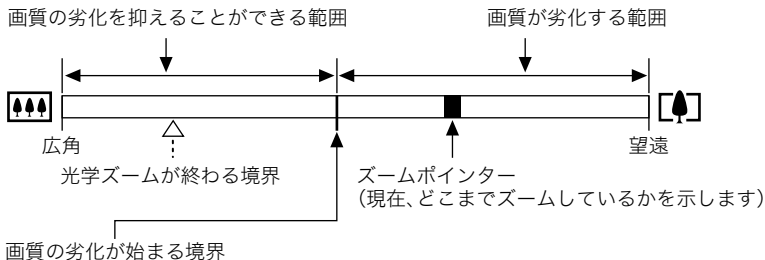 画質の劣化を抑えることができる範囲
画質が劣化する範囲
広角
望遠
光学ズームが終わる境界
ズームポインター
（現在、どこまでズームしているかを示します）
画質の劣化が始まる境界